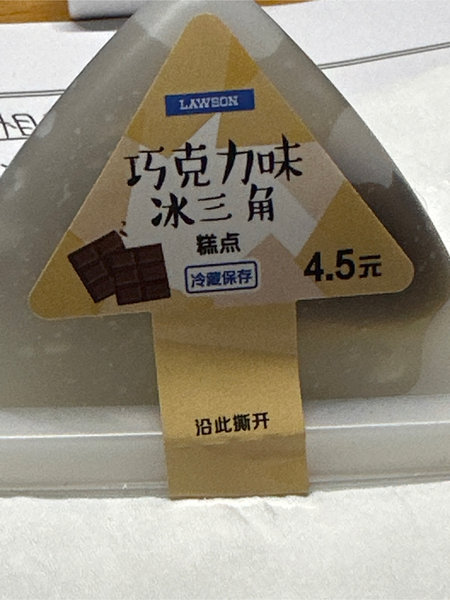 LAWSON
巧克力味
冰三角
糕点
冷藏保存
4.5元
沿此撕开